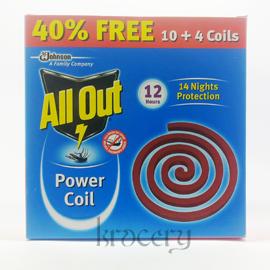 40% FREE 10 + 4 Coils
SC Johnson
A Family Company
All Out
12
Hours
14 Nights
Protection
Power
Coil
krocery